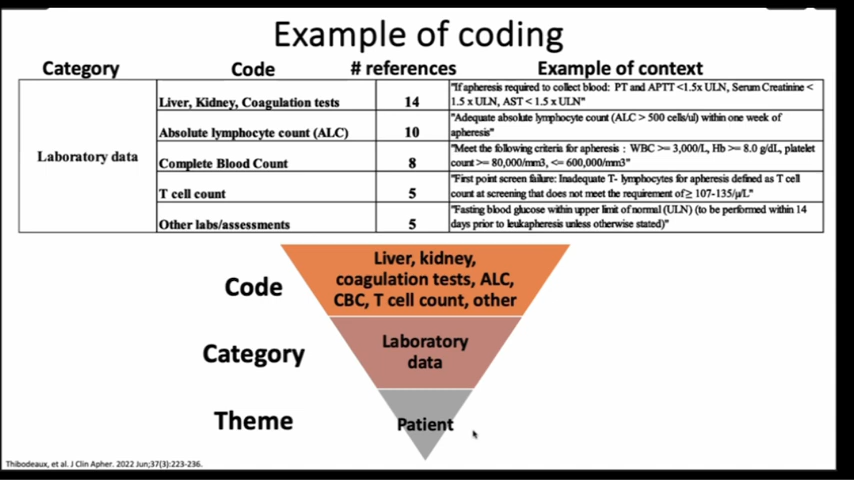 Example of coding
Category Code # references Example of context
Laboratory data
Liver, Kidney, Coagulation tests 14 "If apheresis required to collect blood: PT and APTT <1.5x ULN, Serum Creatinine <
1.5 x ULN, AST < 1.5 x ULN"
Absolute lymphocyte count (ALC) 10 "Adequate absolute lymphocyte count (ALC > 500 cells/ul) within one week of
apheresis"
Complete Blood Count 8 "Meet the following criteria for apheresis : WBC >= 3,000/L, Hb >= 8.0 g/dL, platelet
count >= 80,000/mm3, <= 600,000/mm3"
T cell count 5 "First point screen failure: Inadequate T- lymphocytes for apheresis defined as T cell
count at screening that does not meet the requirement of ≥ 107-135/µ/L"
Other labs/assessments 5 "Fasting blood glucose within upper limit of normal (ULN) (to be performed within 14
days prior to leukapheresis unless otherwise stated)"
Code
Liver, kidney,
coagulation tests, ALC,
CBC, T cell count, other
Category
Laboratory
data
Theme
Patient
Thibodeaux, et al. J Clin Apher. 2022 Jun;37(3):223-236.